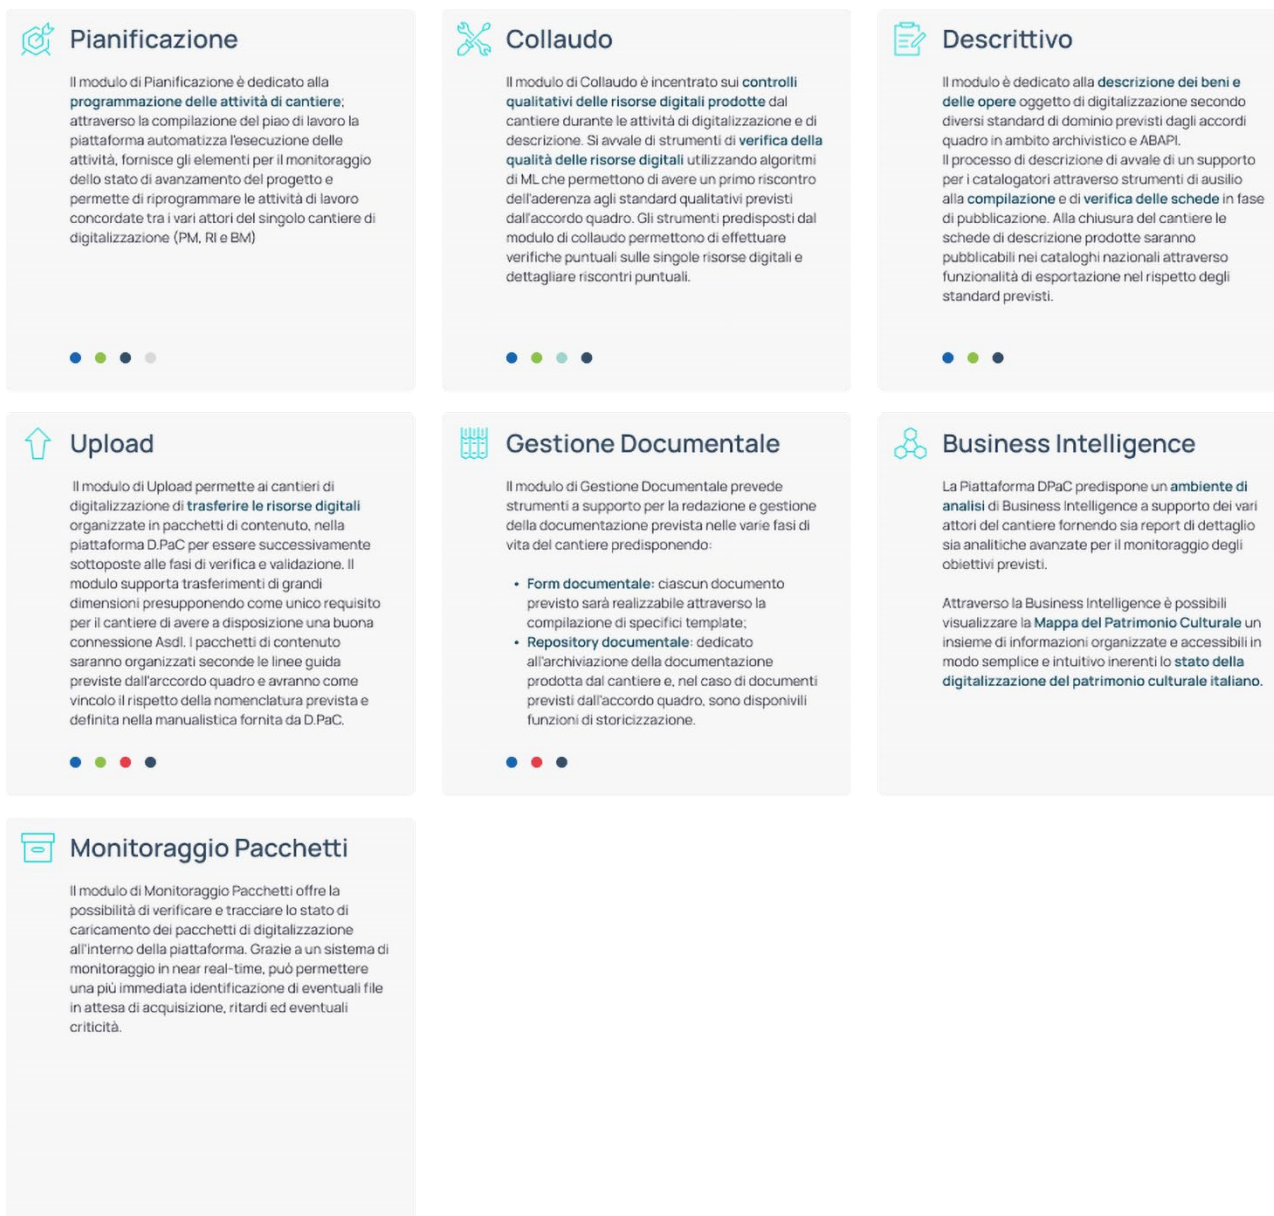 Pianificazione
Il modulo di Pianificazione è dedicato alla
programmazione delle attività di cantiere;
attraverso la compilazione del piao di lavoro la
piattaforma automatizza l'esecuzione delle
attività, fornisce gli elementi per il monitoraggio
dello stato di avanzamento del progetto e
permette di riprogrammare le attività di lavoro
concordate tra i vari attori del singolo cantiere di
digitalizzazione (PM, RI e BM)
Collaudo
Il modulo di Collaudo è incentrato sui controlli
qualitativi delle risorse digitali prodotte dal
cantiere durante le attività di digitalizzazione e di
descrizione. Si avvale di strumenti di verifica della
qualità delle risorse digitali utilizzando algoritmi
di ML che permettono di avere un primo riscontro
dell'aderenza agli standard qualitativi previsti
dall'accordo quadro. Gli strumenti predisposti dal
modulo di collaudo permettono di effettuare
verifiche puntuali sulle singole risorse digitali e
dettagliare riscontri puntuali.
Descrittivo
Il modulo è dedicato alla descrizione dei beni e
delle opere oggetto di digitalizzazione secondo
diversi standard di dominio previsti dagli accordi
quadro in ambito archivistico e ABAPI.
Il processo di descrizione di avvale di un supporto
per i catalogatori attraverso strumenti di ausilio
alla compilazione e di verifica delle schede in fase
di pubblicazione. Alla chiusura del cantiere le
schede di descrizione prodotte saranno
pubblicabili nei cataloghi nazionali attraverso
funzionalità di esportazione nel rispetto degli
standard previsti.
Upload
Il modulo di Upload permette ai cantieri di
digitalizzazione di trasferire le risorse digitali
organizzate in pacchetti di contenuto, nella
piattaforma D.PaC per essere successivamente
sottoposte alle fasi di verifica e validazione. Il
modulo supporta trasferimenti di grandi
dimensioni presupponendo come unico requisito
per il cantiere di avere a disposizione una buona
connessione Asdl. I pacchetti di contenuto
saranno organizzati seconde le linee guida
previste dall'arccordo quadro e avranno come
vincolo il rispetto della nomenclatura prevista e
definita nella manualistica fornita da D.PaC.
Gestione Documentale
Il modulo di Gestione Documentale prevede
strumenti a supporto per la redazione e gestione
della documentazione prevista nelle varie fasi di
vita del cantiere predisponendo:
• Form documentale: ciascun documento
previsto sarà realizzabile attraverso la
compilazione di specifici template;
• Repository documentale: dedicato
all'archiviazione della documentazione
prodotta dal cantiere e, nel caso di documenti
previsti dall'accordo quadro, sono disponivili
funzioni di storicizzazione.
Business Intelligence
La Piattaforma DPaC predispone un ambiente di
analisi di Business Intelligence a supporto dei vari
attori del cantiere fornendo sia report di dettaglio
sia analitiche avanzate per il monitoraggio degli
obiettivi previsti.
Attraverso la Business Intelligence è possibili
visualizzare la Mappa del Patrimonio Culturale un
insieme di informazioni organizzate e accessibili in
modo semplice e intuitivo inerenti lo stato della
digitalizzazione del patrimonio culturale italiano.
Monitoraggio Pacchetti
Il modulo di Monitoraggio Pacchetti offre la
possibilità di verificare e tracciare lo stato di
caricamento dei pacchetti di digitalizzazione
all'interno della piattaforma. Grazie a un sistema di
monitoraggio in near real-time, può permettere
una più immediata identificazione di eventuali file
in attesa di acquisizione, ritardi ed eventuali
criticità.